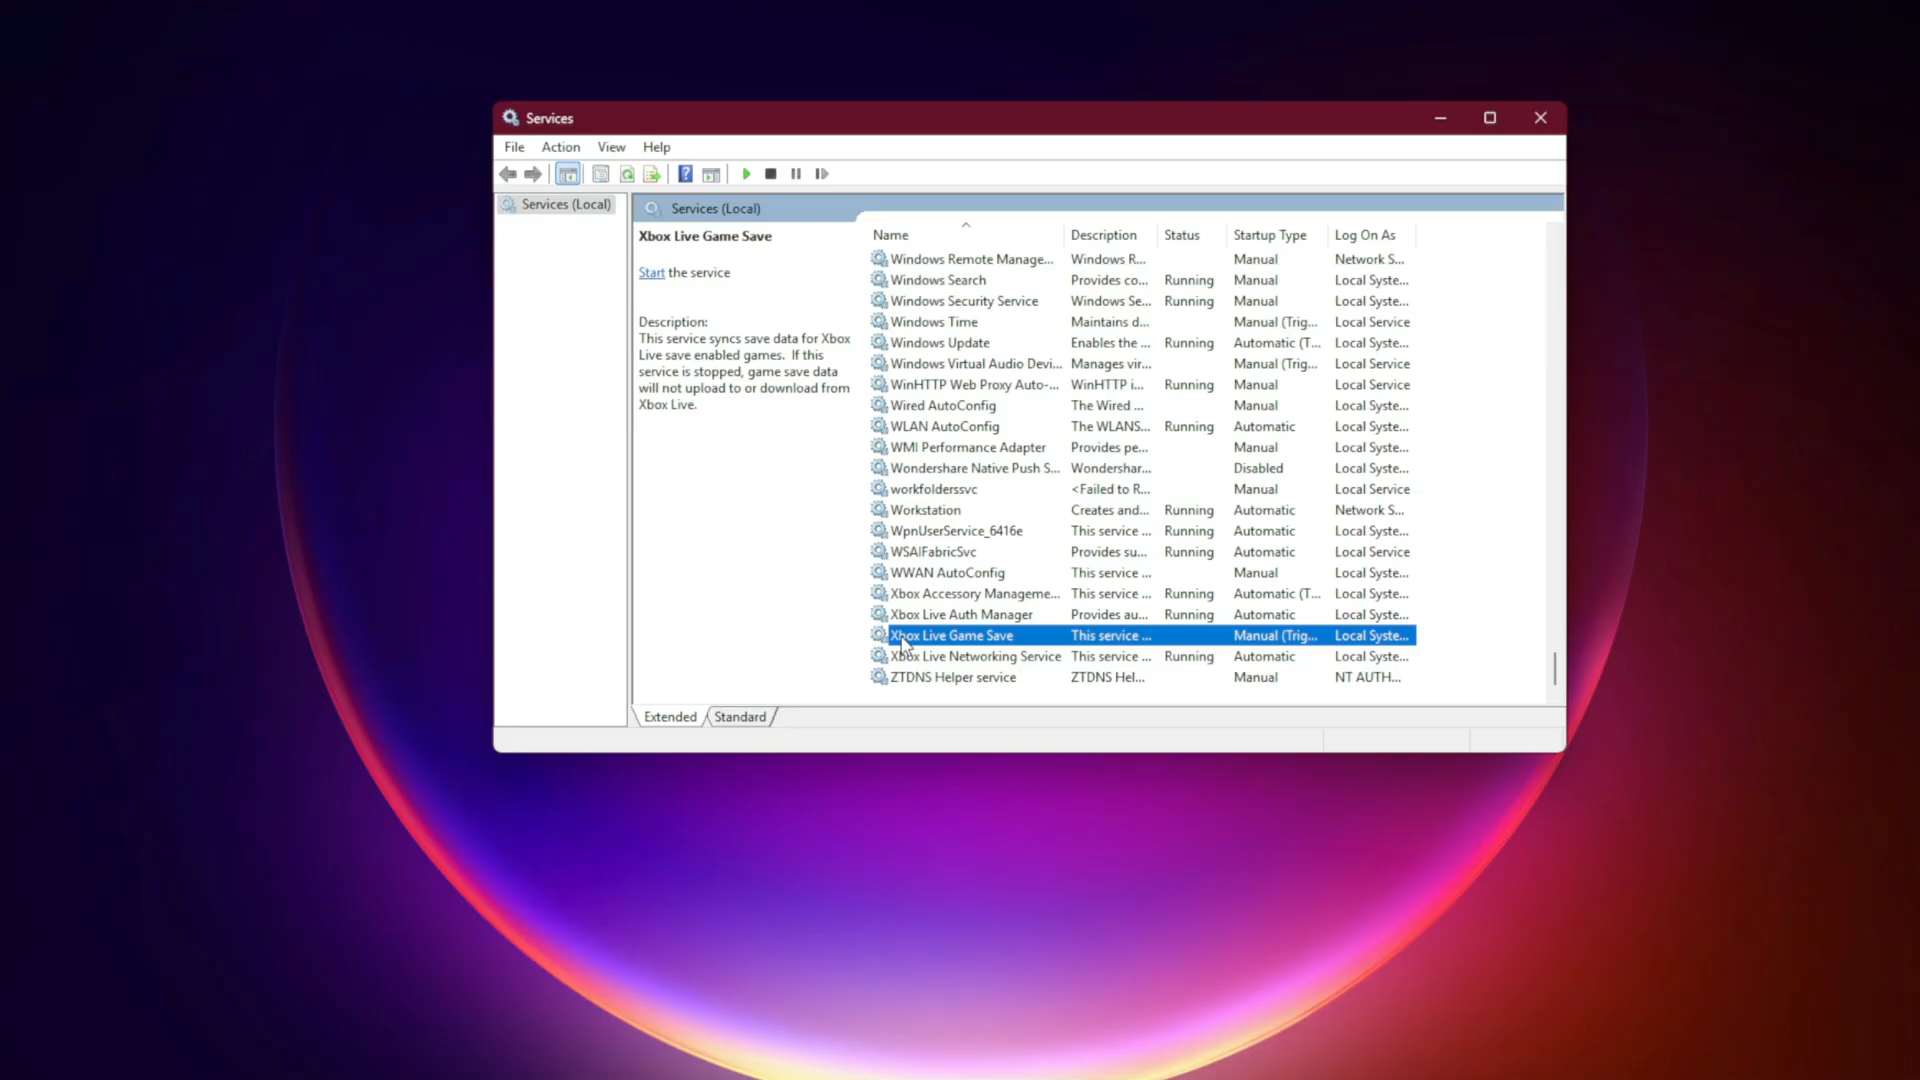 Services
File Action View Help
Services (Local)
Services (Local)
Xbox Live Game Save
Start the service
Description:
This service syncs save data for Xbox
Live save enabled games. If this
service is stopped, game save data
will not upload to or download from
Xbox Live.
Name Description Status Startup Type Log On As
Windows Remote Manage... Windows R... Manual Network S...
Windows Search Provides co... Running Manual Local Syste...
Windows Security Service Windows Se... Running Manual Local Syste...
Windows Time Maintains d... Manual (Trig... Local Service
Windows Update Enables the ... Running Automatic (T... Local Syste...
Windows Virtual Audio Devi... Manages vir... Manual (Trig... Local Service
WinHTTP Web Proxy Auto-... WinHTTP i... Running Manual Local Service
Wired AutoConfig The Wired ... Manual Local Syste...
WLAN AutoConfig The WLANS... Running Automatic Local Syste...
WMI Performance Adapter Provides pe... Manual Local Syste...
Wondershare Native Push S... Wondershar... Disabled Local Syste...
workfolderssvc <Failed to R... Manual Local Service
Workstation Creates and... Running Automatic Network S...
WpnUserService_6416e This service ... Running Automatic Local Syste...
WSAIFabricSvc Provides su... Running Automatic Local Service
WWAN AutoConfig This service ... Manual Local Syste...
Xbox Accessory Manageme... This service ... Running Automatic (T... Local Syste...
Xbox Live Auth Manager Provides au... Running Automatic Local Syste...
Xbox Live Game Save This service ... Manual (Trig... Local Syste...
Xbox Live Networking Service This service ... Running Automatic Local Syste...
ZTDNS Helper service ZTDNS Hel... Manual NT AUTH...
Extended Standard